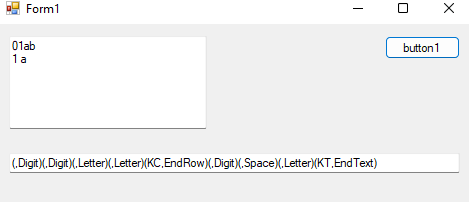 Form1
01ab
1 a
button1
(,Digit)(,Digit)(,Letter)(,Letter)(KC,EndRow)(,Digit)(,Space)(,Letter)(KT,EndText)